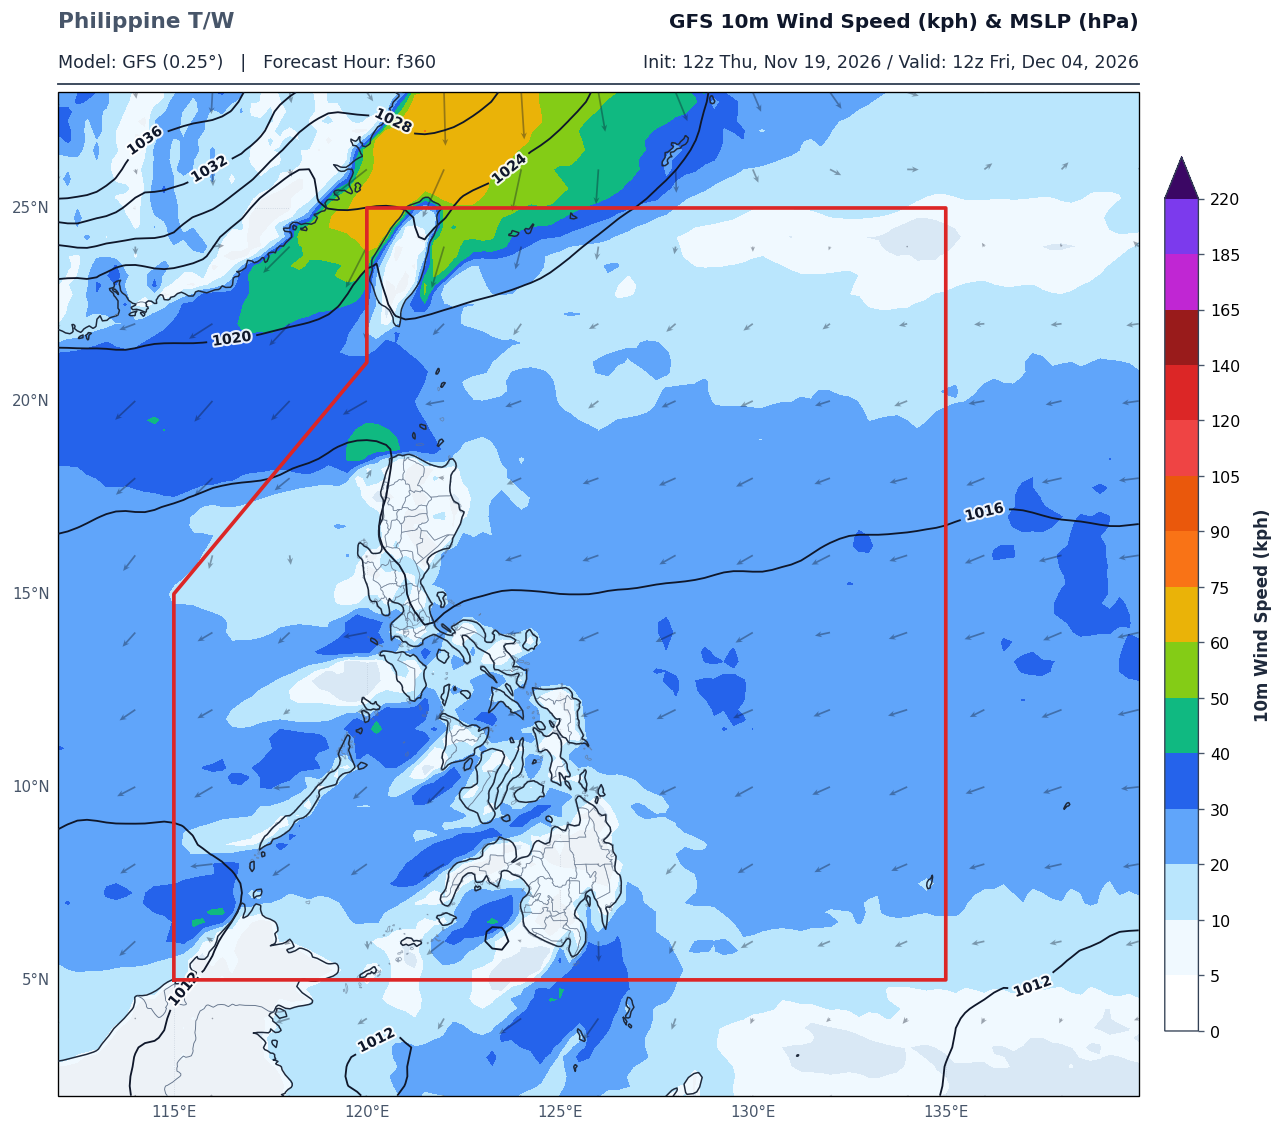 Philippine T/W
GFS 10m Wind Speed (kph) & MSLP (hPa)
Model: GFS (0.25°) | Forecast Hour: f360
Init: 12z Thu, Nov 19, 2026 / Valid: 12z Fri, Dec 04, 2026
1036
1032
1028
1024
1020
1016
1012
1012
1012
25°N
20°N
15°N
10°N
5°N
115°E
120°E
125°E
130°E
135°E
220
185
165
140
120
105
90
75
60
50
40
30
20
10
5
0
10m Wind Speed (kph)